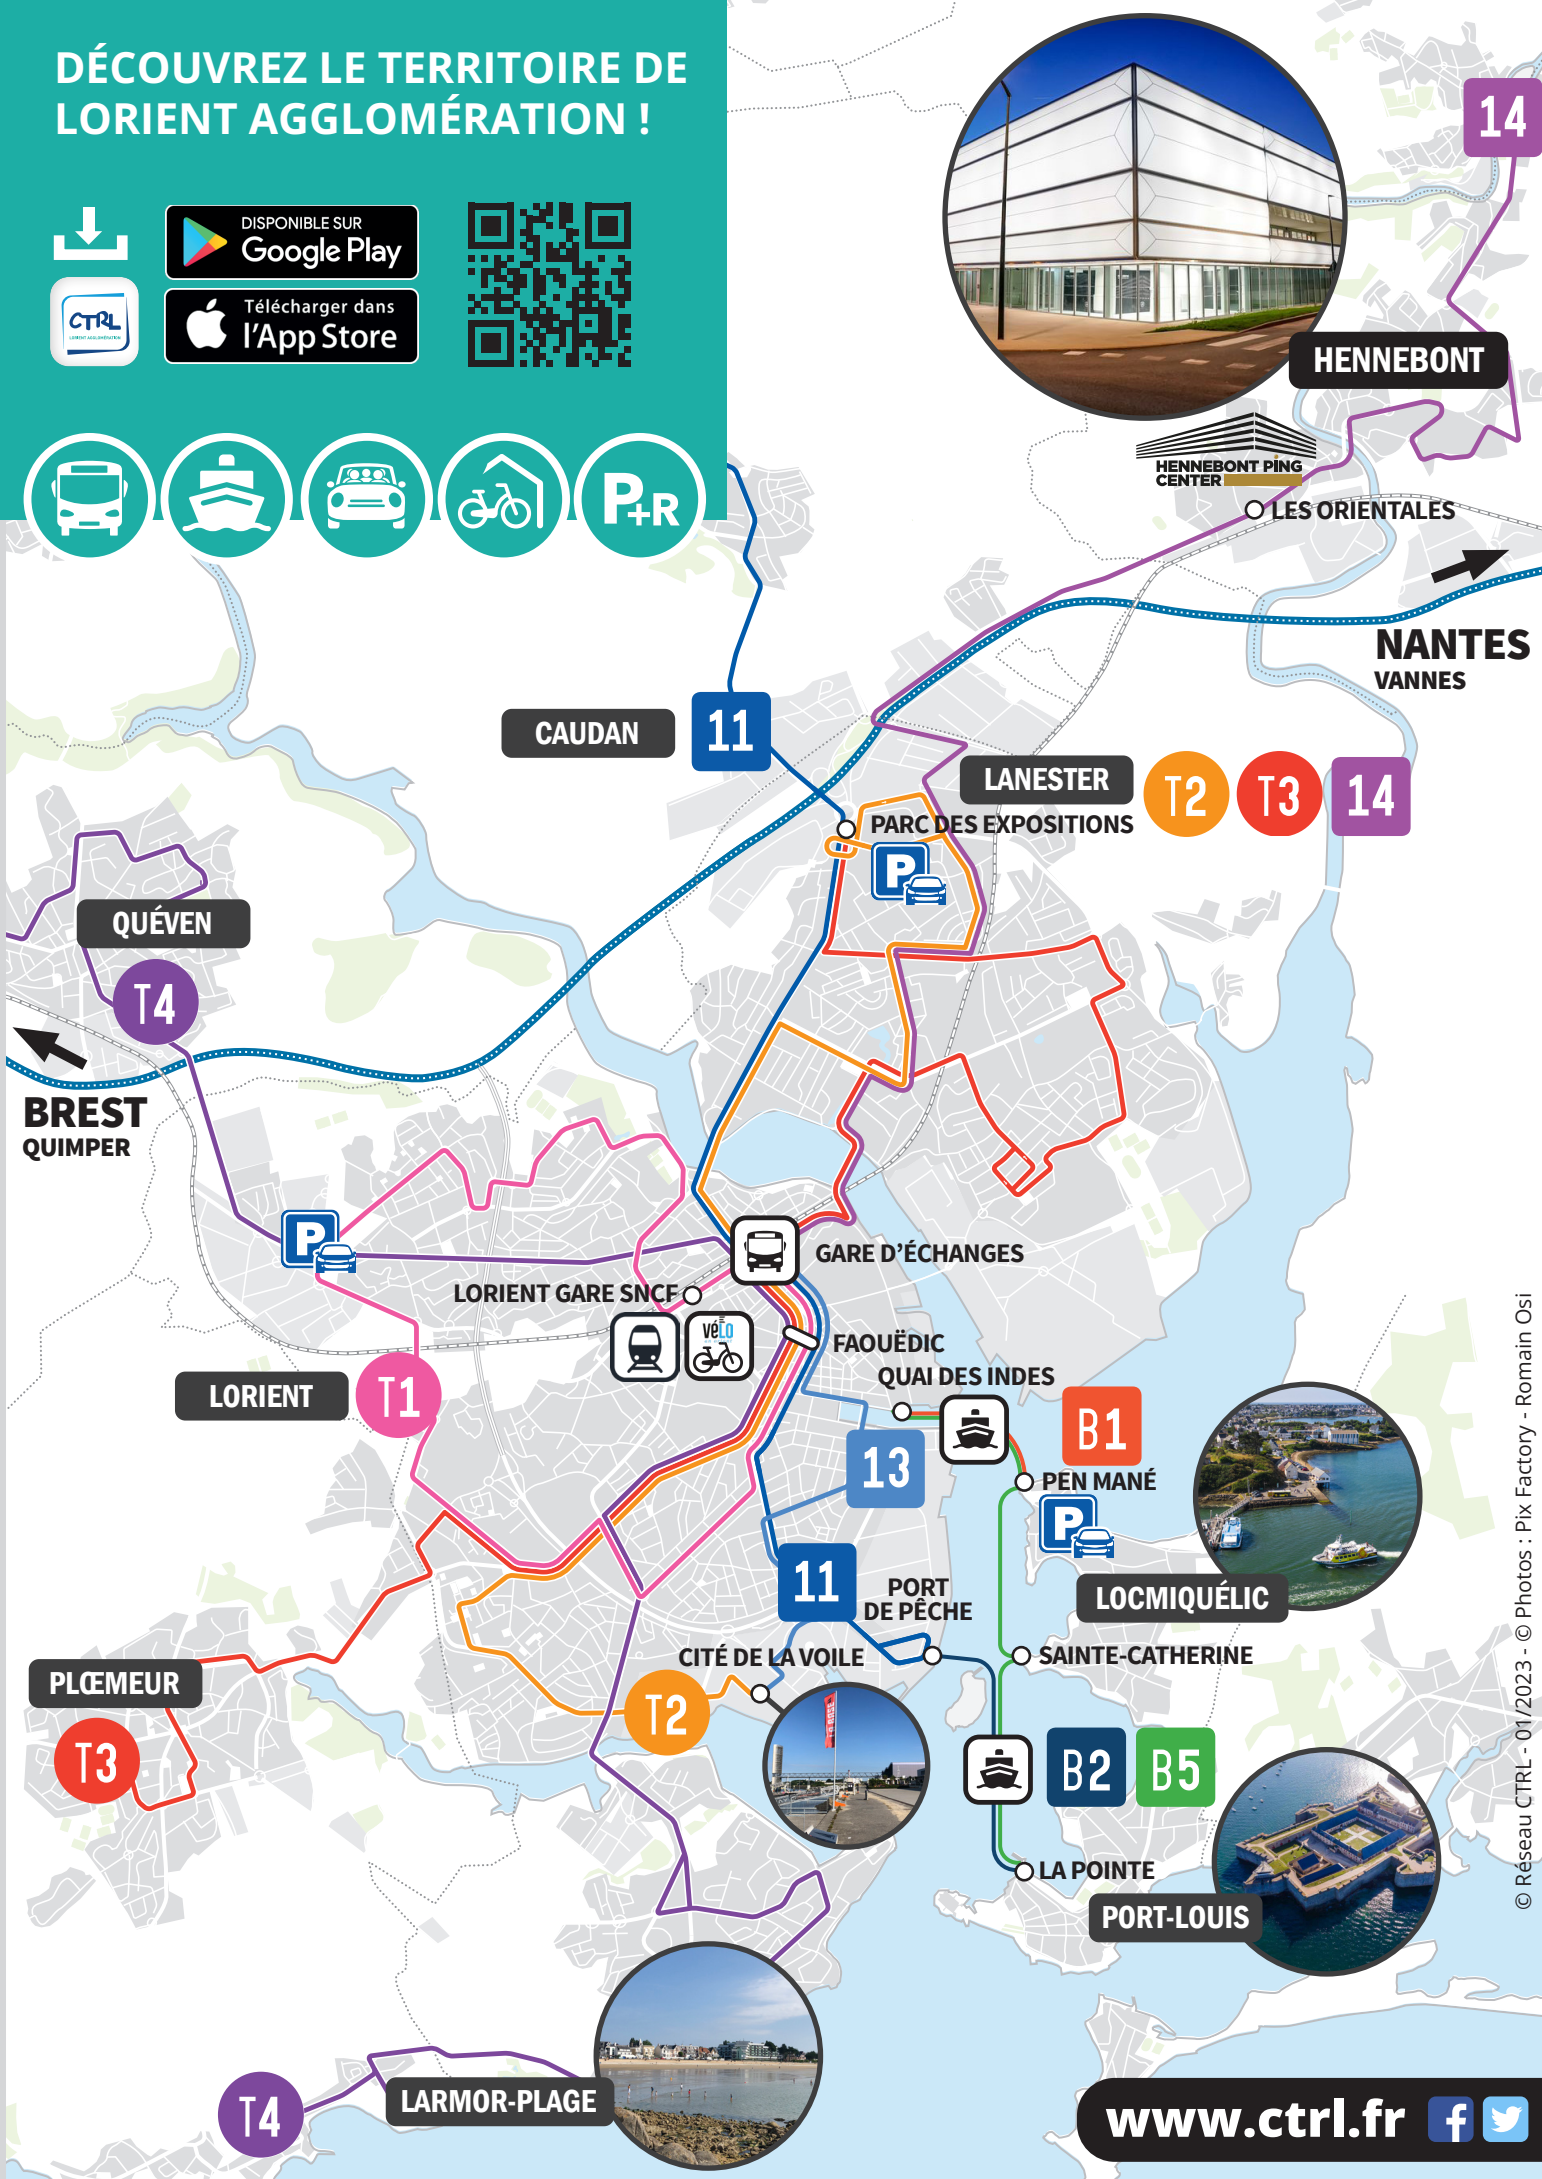 DÉCOUVREZ LE TERRITOIRE DE
LORIENT AGGLOMÉRATION !
DISPONIBLE SUR
Google Play
CTRL
LORIENT AGGLOMÉRATION
Télécharger dans
l'App Store
P+R
14
HENNEBONT
HENNEBONT PING
CENTER
LES ORIENTALES
NANTES
VANNES
CAUDAN
11
LANESTER
T2
T3
14
PARC DES EXPOSITIONS
P
QUÉVEN
T4
BREST
QUIMPER
P
GARE D'ÉCHANGES
LORIENT GARE SNCF
vélo
FAOUËDIC
QUAI DES INDES
LORIENT
T1
B1
13
PEN MANÉ
P
11
PORT
DE PÊCHE
LOCMIQUÉLIC
CITÉ DE LA VOILE
SAINTE-CATHERINE
PLŒMEUR
T2
T3
B2
B5
LA POINTE
PORT-LOUIS
T4
LARMOR-PLAGE
www.ctrl.fr
© Réseau CTRL - 01/2023 - © Photos : Pix Factory - Romain Osi